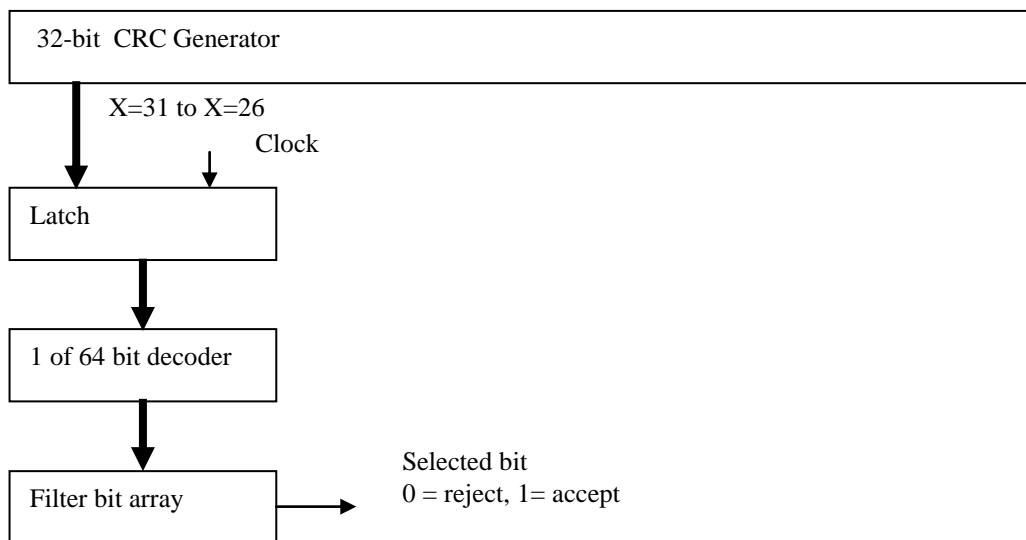 32-bit CRC Generator
X=31 to X=26
Clock
Latch
1 of 64 bit decoder
Selected bit
0 = reject, 1= accept
Filter bit array